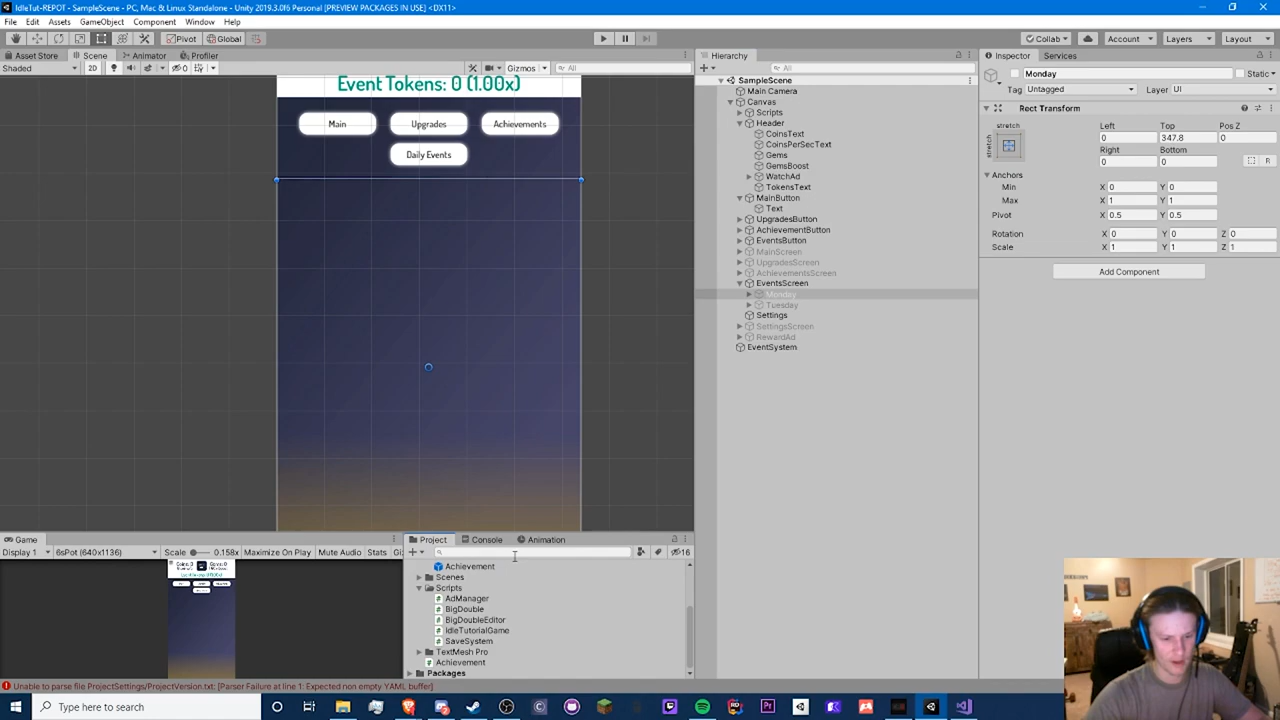 IdleTut-REPOT - SampleScene - PC, Mac & Linux Standalone - Unity 2019.3.0f6 Personal [PREVIEW PACKAGES IN USE] <DX11>
File Edit Assets GameObject Component Window Help
Pivot Global Collab Account Layers Layout
Asset Store Scene Animator Profiler
Shaded 2D 0 Gizmos All
Event Tokens: 0 (1.00x)
Main Upgrades Achievements
Daily Events
Game
Display 1 6sPot (640x1136) Scale 0.158x Maximize On Play Mute Audio Stats Gi
Project Console Animation
16
Achievement
Scenes
Scripts
AdManager
BigDouble
BigDoubleEditor
IdleTutorialGame
SaveSystem
TextMesh Pro
Achievement
Packages
Hierarchy
All
SampleScene
Main Camera
Canvas
Scripts
Header
CoinsText
CoinsPerSecText
Gems
GemsBoost
WatchAd
TokensText
MainButton
Text
UpgradesButton
AchievementButton
EventsButton
MainScreen
UpgradesScreen
AchievementsScreen
EventsScreen
Monday
Tuesday
Settings
SettingsScreen
RewardAd
EventSystem
Inspector Services
Monday Static
Tag Untagged Layer UI
Rect Transform
stretch Left Top Pos Z
stretch 0 347.8 0
Right Bottom
0 0 R
Anchors
Min X 0 Y 0
Max X 1 Y 1
Pivot X 0.5 Y 0.5
Rotation X 0 Y 0 Z 0
Scale X 1 Y 1 Z 1
Add Component
Unable to parse file ProjectSettings/ProjectVersion.txt: [Parser Failure at line 1: Expected non empty YAML buffer]
Type here to search